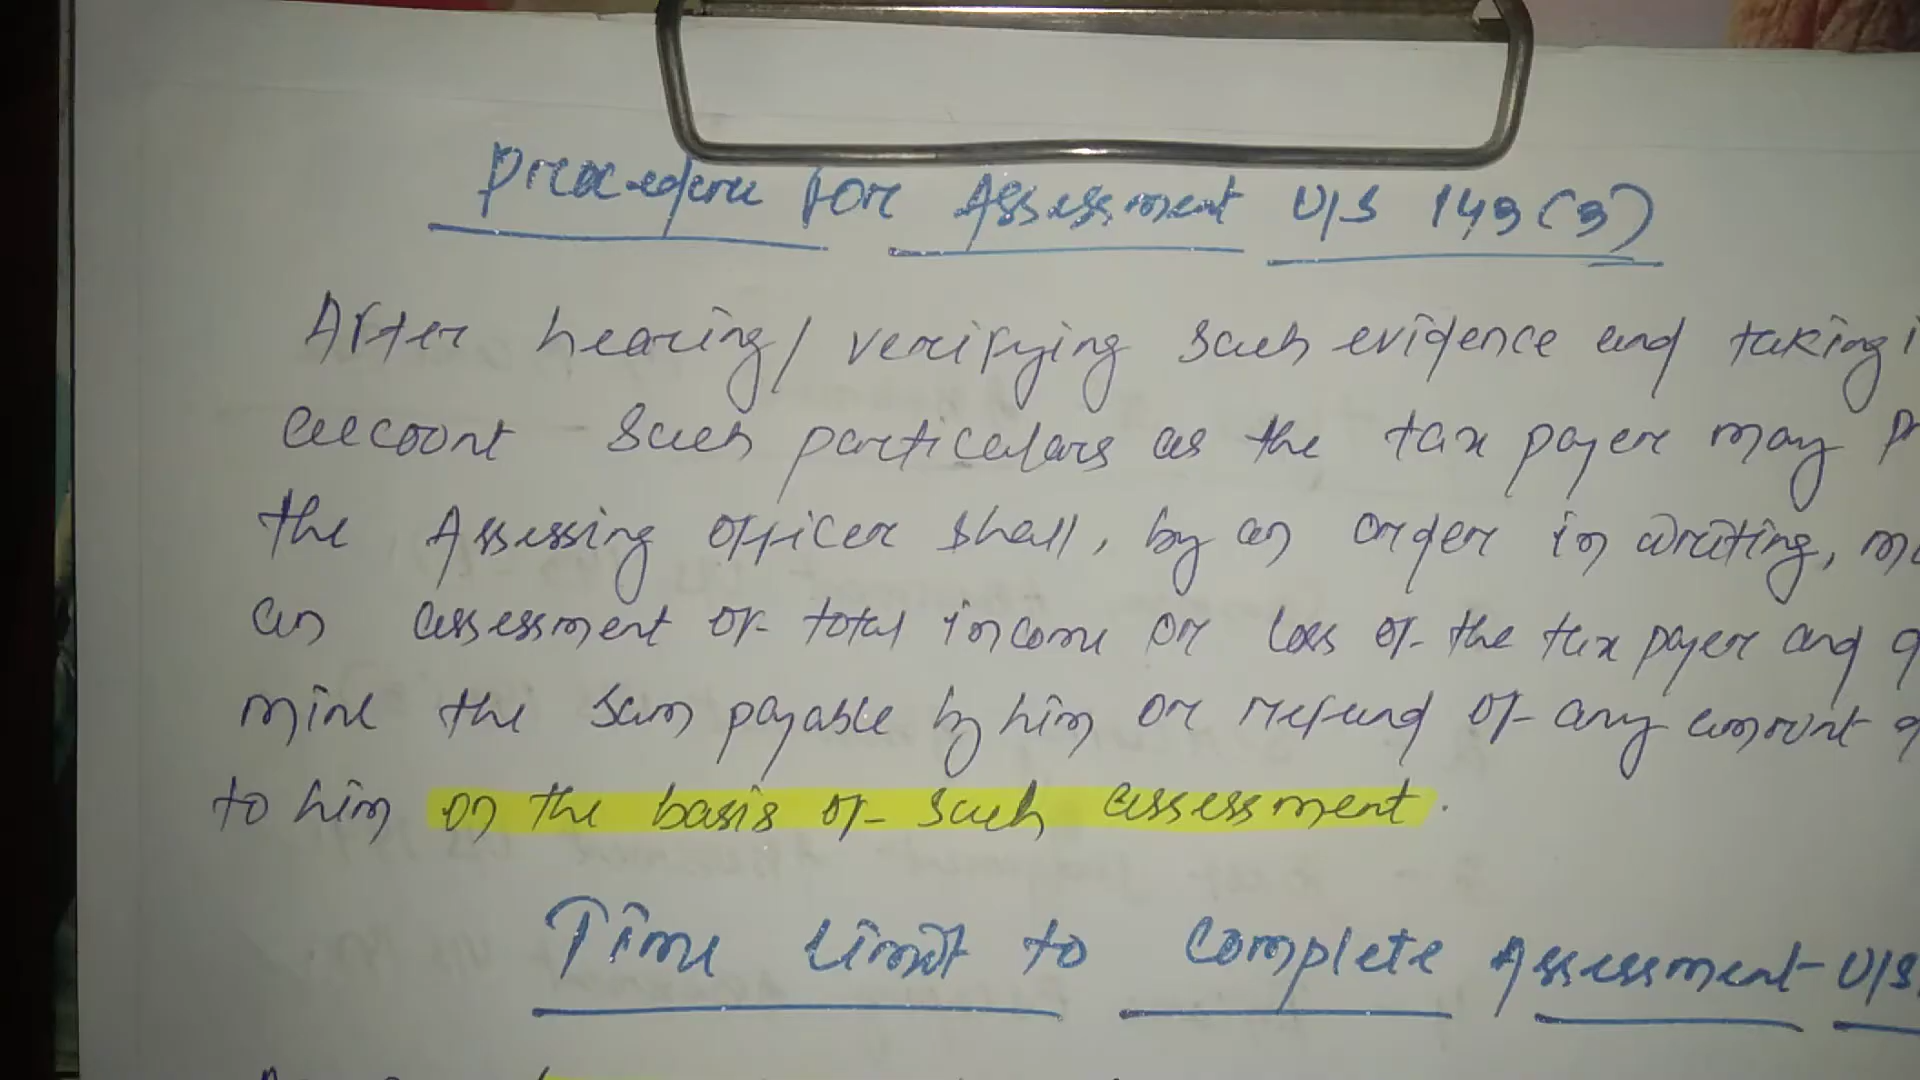 Procedure for Assessment U/S 143(3)
After hearing/verifying such evidence and taking i
account such particulars as the tax payer may pr
the Assessing officer shall, by an order in writing, ma
an assessment of total income or loss of the tax payer and d
mine the sum payable by him or refund of any amount d
to him on the basis of such assessment.
Time Limit to Complete Assessment U/S.